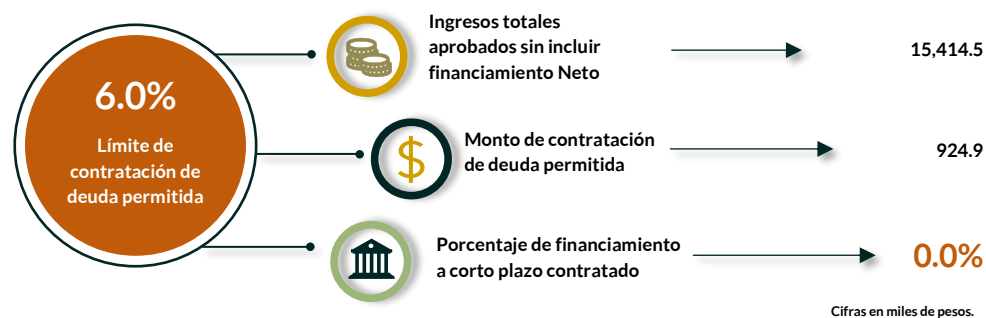 6.0%
Límite de
contratación de
deuda permitida
Ingresos totales
aprobados sin incluir
financiamiento Neto
15,414.5
$
Monto de contratación
de deuda permitida
924.9
Porcentaje de financiamiento
a corto plazo contratado
0.0%
Cifras en miles de pesos.